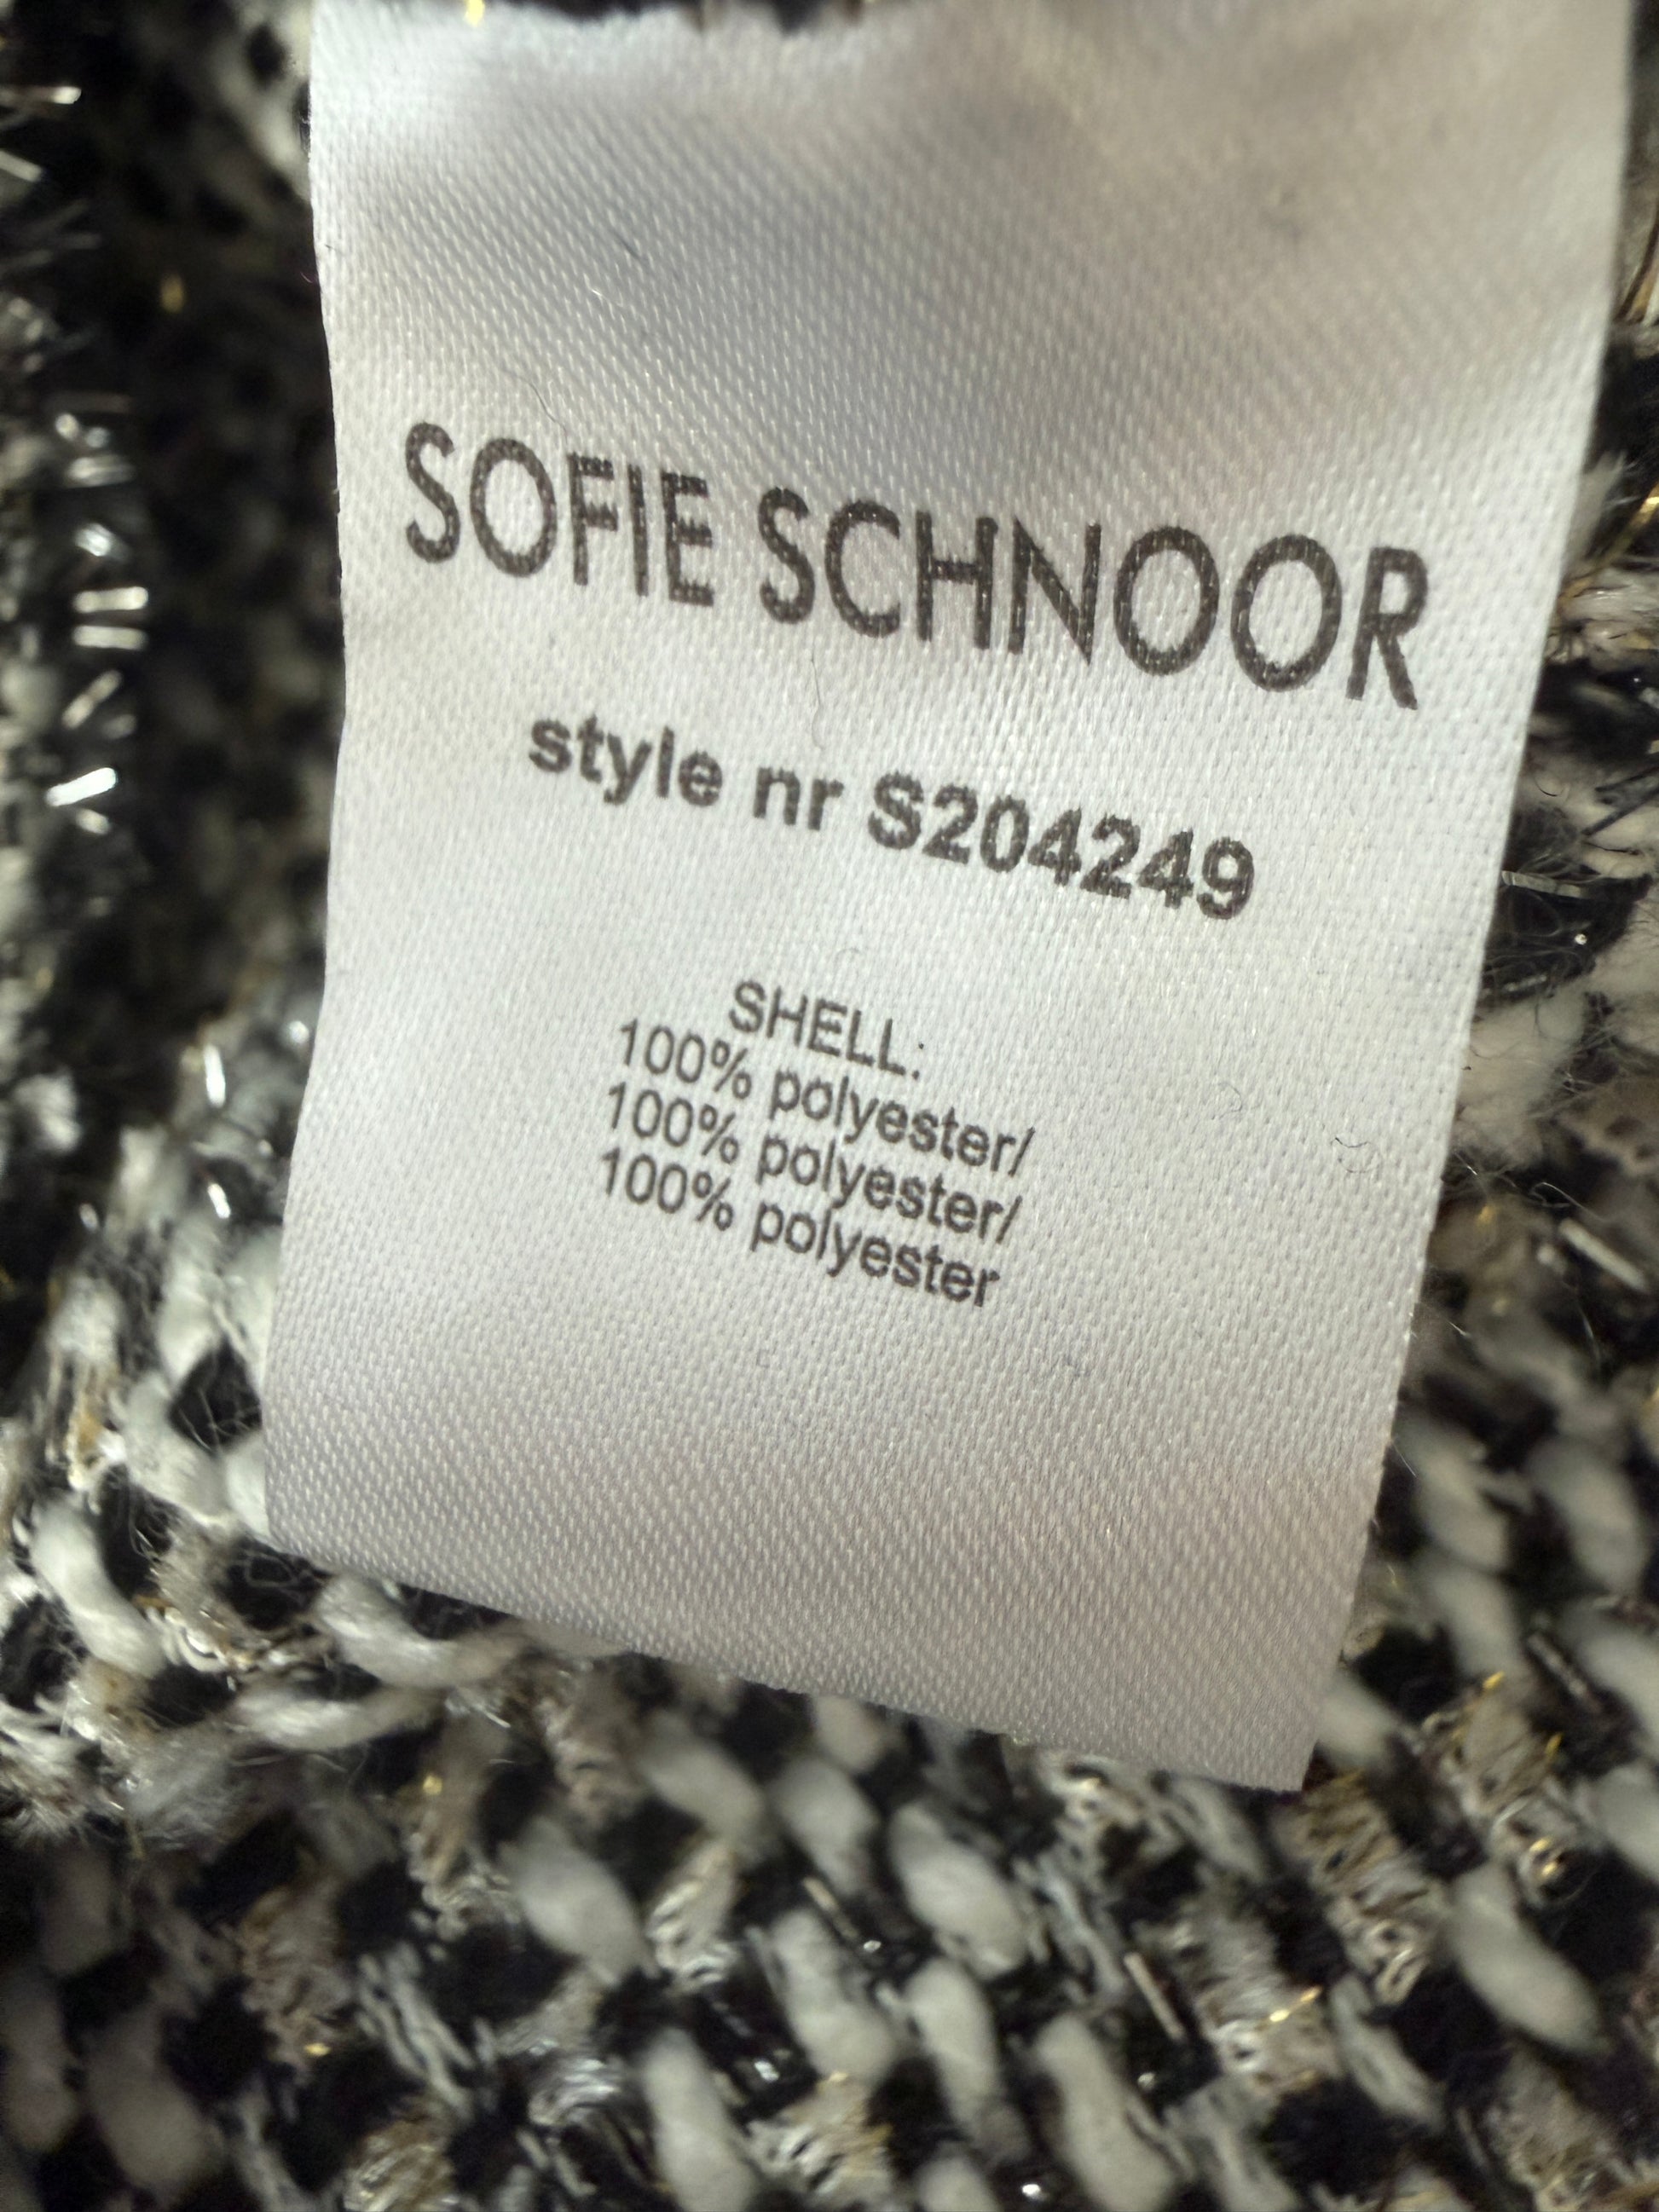 SOFIE SCHNOOR
style nr S204249
SHELL:
100% polyester/
100% polyester/
100% polyester